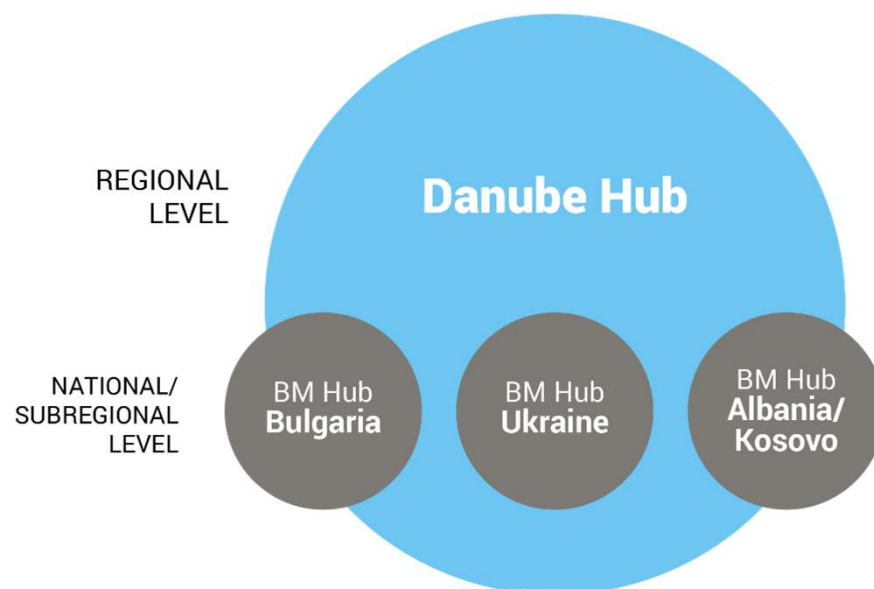 REGIONAL
LEVEL
Danube Hub
NATIONAL/
SUBREGIONAL
LEVEL
BM Hub
Bulgaria
BM Hub
Ukraine
BM Hub
Albania/
Kosovo